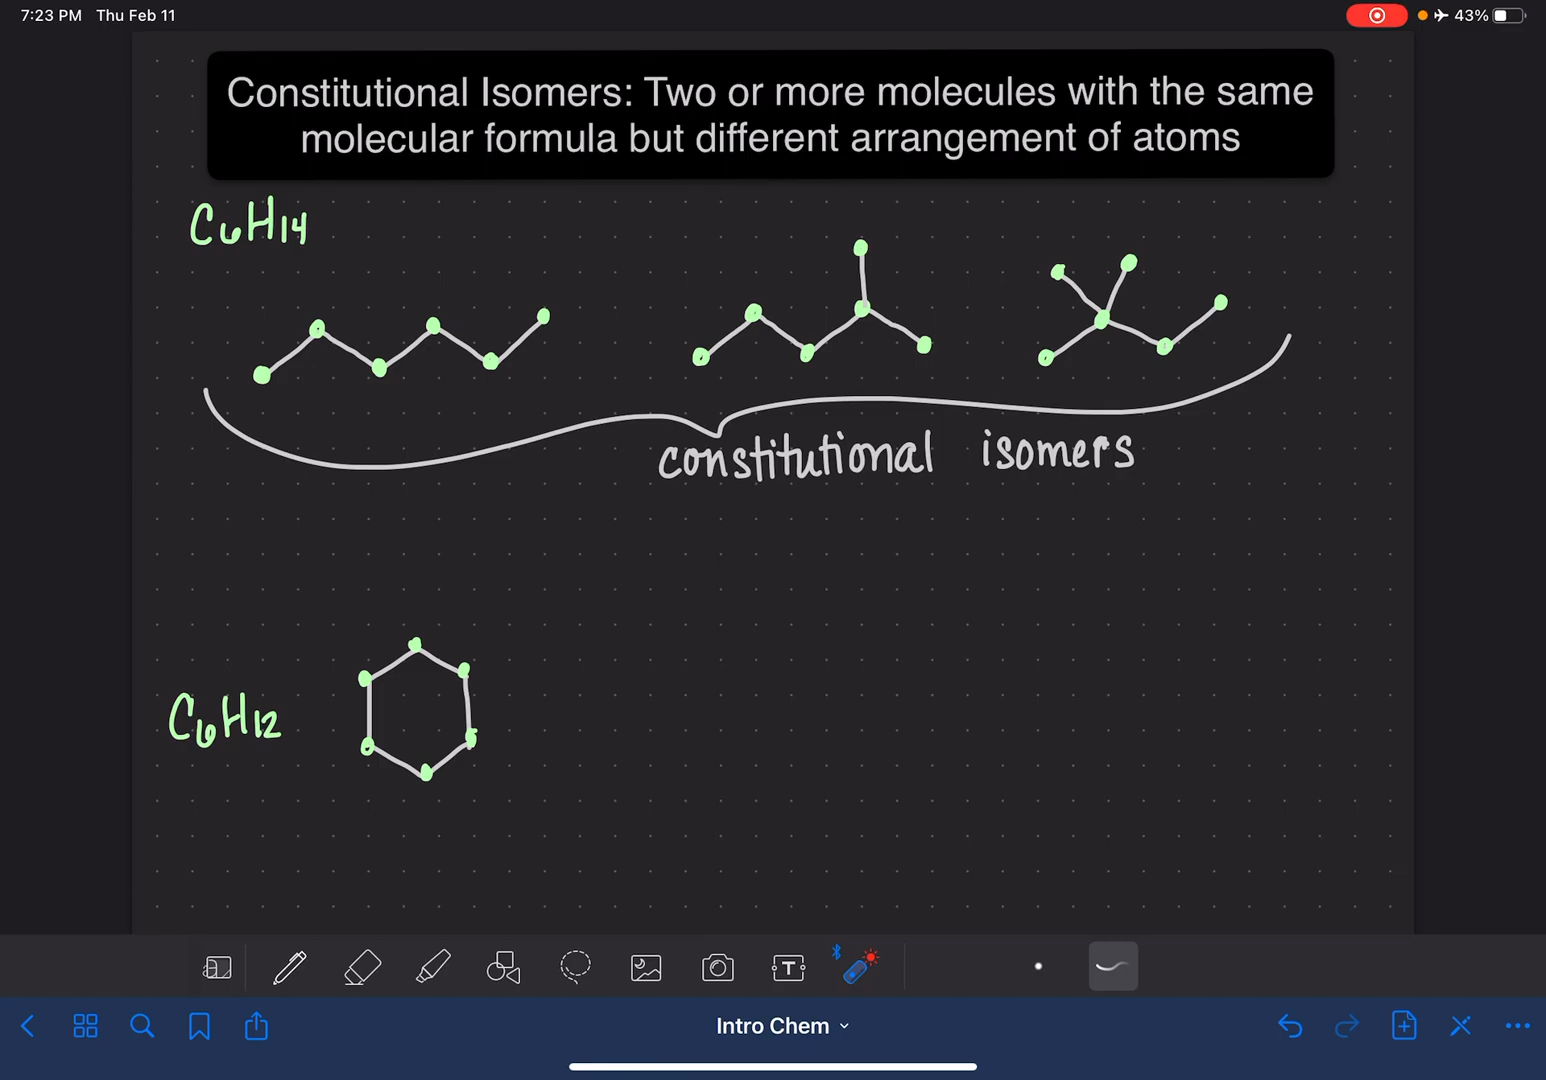 7:23 PM Thu Feb 11
43%
Constitutional Isomers: Two or more molecules with the same
molecular formula but different arrangement of atoms
C6H14
constitutional isomers
C6H12
T
Intro Chem